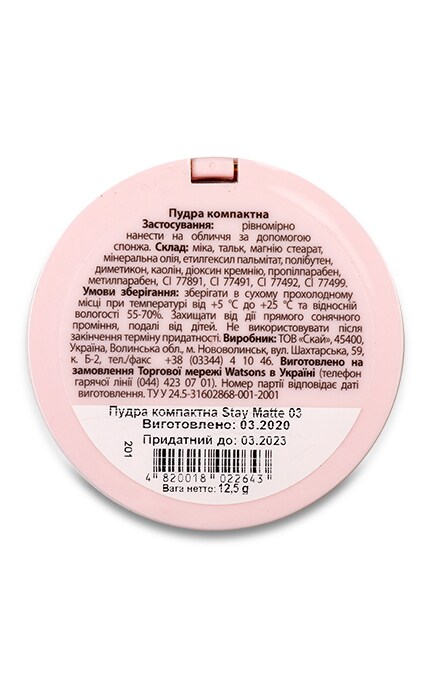 Пудра компактна
Застосування: рівномірно
нанести на обличчя за допомогою
спонжа. Склад: міка, тальк, магнію стеарат,
мінеральна олія, етилгексил пальмітат, полібутен,
диметикон, каолін, діоксин кремнію, пропілпарабен,
метилпарабен, CI 77891, CI 77491, CI 77492, CI 77499.
Умови зберігання: зберігати в сухому прохолодному
місці при температурі від +5 °C до +25 °C та відносній
вологості 55-70%. Захищати від дії прямого сонячного
проміння, подалі від дітей. Не використовувати після
закінчення терміну придатності. Виробник: ТОВ «Скай», 45400,
Україна, Волинська обл., м. Нововолинськ, вул. Шахтарська, 59,
к. Б-2, тел/факс +38 (03344) 4 10 66. Виготовлено на
замовлення Торгової мережі Watsons в Україні (телефон
гарячої лінії (044) 423 07 01). Номер партії відповідає даті
виготовлення. ТУ У 24.5-31602868-001-2001
Пудра компактна Stay Matte 03
Виготовлено: 03.2020
Придатний до: 03.2023
201
4 820018 022643
Вага нетто: 12,5 g